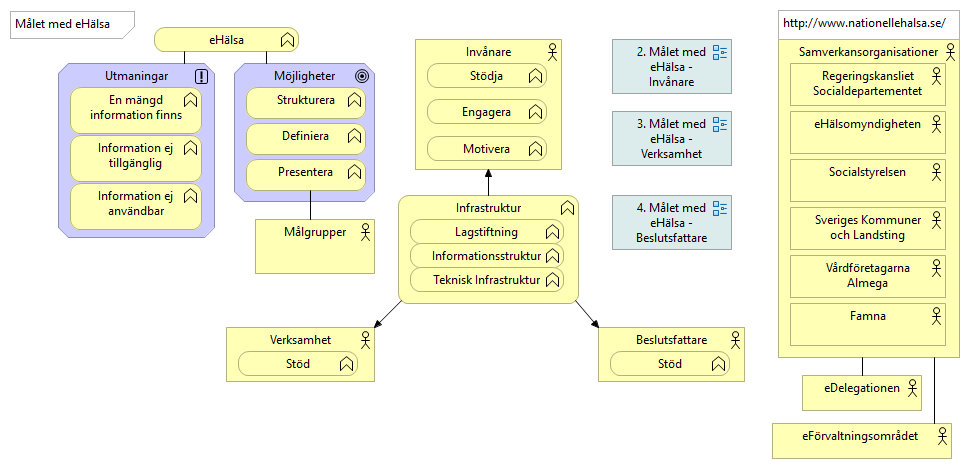 Målet med eHälsa
eHälsa
Utmaningar
En mängd
information finns
Information ej
tillgänglig
Information ej
användbar
Möjligheter
Strukturera
Definiera
Presentera
Målgrupper
Invånare
Stödja
Engagera
Motivera
Infrastruktur
Lagstiftning
Informationsstruktur
Teknisk Infrastruktur
Verksamhet
Stöd
Beslutsfattare
Stöd
2. Målet med
eHälsa -
Invånare
3. Målet med
eHälsa -
Verksamhet
4. Målet med
eHälsa -
Beslutsfattare
http://www.nationellehalsa.se/
Samverkansorganisationer
Regeringskansliet
Socialdepartementet
eHälsomyndigheten
Socialstyrelsen
Sveriges Kommuner
och Landsting
Vårdföretagarna
Almega
Famna
eDelegationen
eFörvaltningsområdet